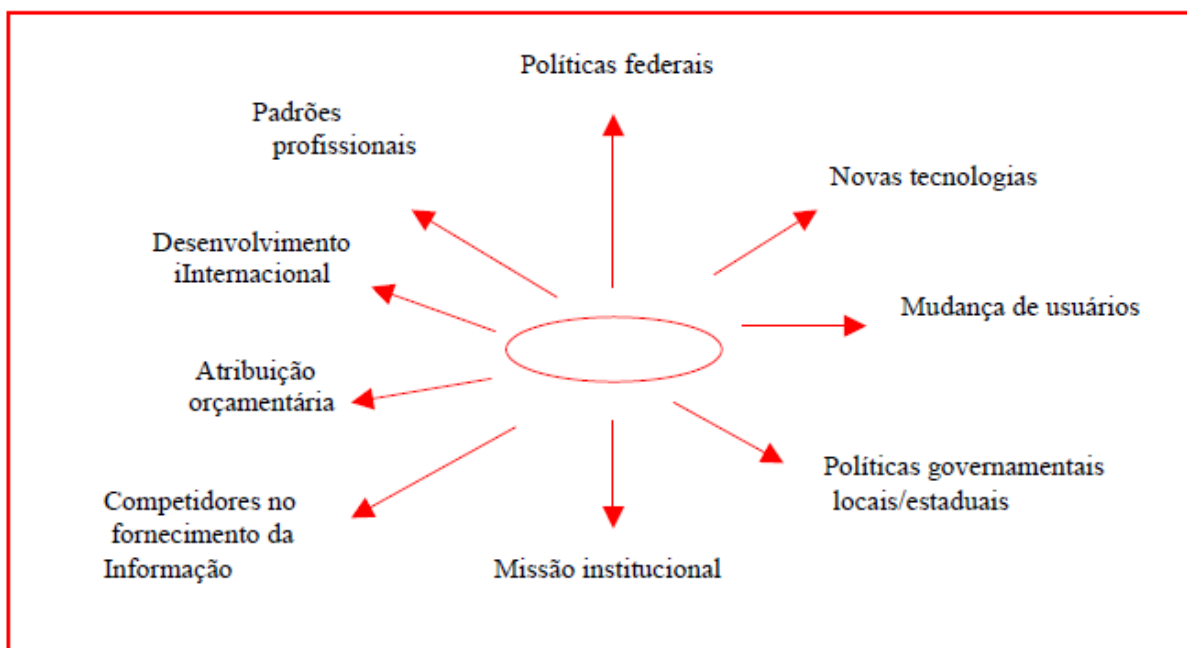 Políticas federais
Padrões
profissionais
Novas tecnologias
Desenvolvimento
iInternacional
Mudança de usuários
Atribuição
orçamentária
Políticas governamentais
locais/estaduais
Competidores no
fornecimento da
Informação
Missão institucional